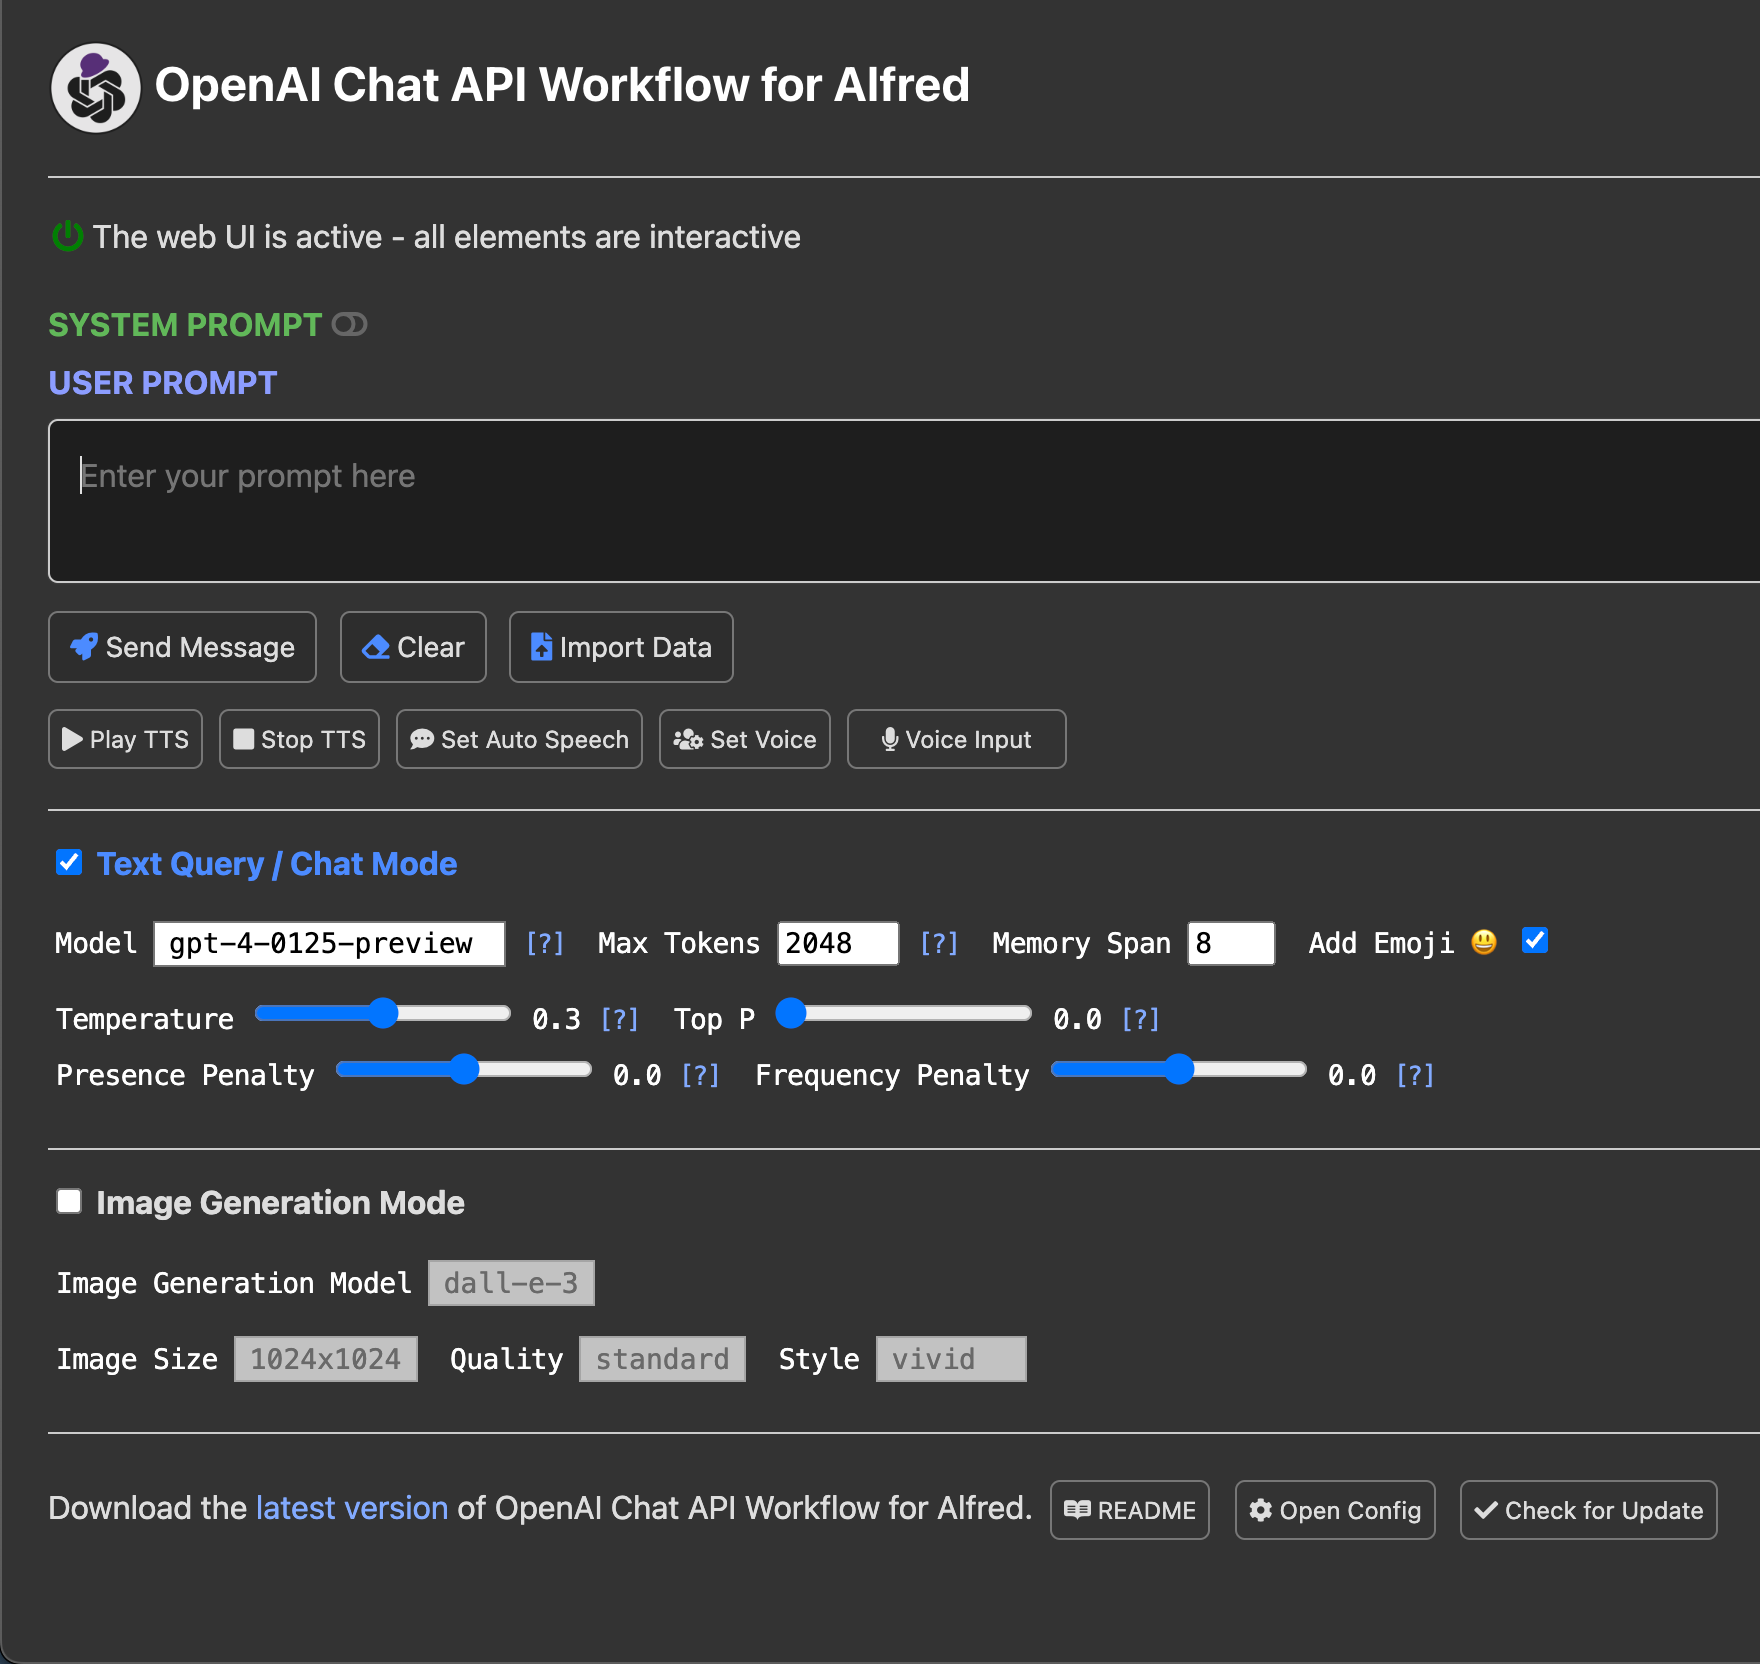 OpenAI Chat API Workflow for Alfred
The web UI is active - all elements are interactive
SYSTEM PROMPT
USER PROMPT
Enter your prompt here
Send Message Clear Import Data
Play TTS Stop TTS Set Auto Speech Set Voice Voice Input
Text Query / Chat Mode
Model gpt-4-0125-preview [?] Max Tokens 2048 [?] Memory Span 8 Add Emoji 😃
Temperature 0.3 [?] Top P 0.0 [?]
Presence Penalty 0.0 [?] Frequency Penalty 0.0 [?]
Image Generation Mode
Image Generation Model dall-e-3
Image Size 1024x1024 Quality standard Style vivid
Download the latest version of OpenAI Chat API Workflow for Alfred. README Open Config Check for Update